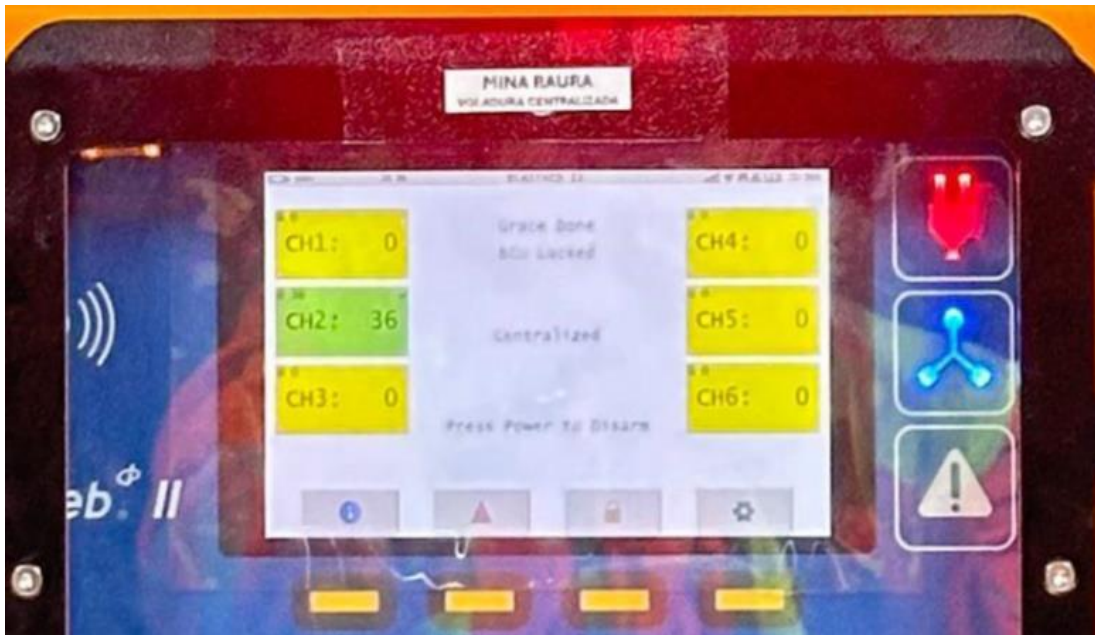 MINA RAURA
VOLADURA CENTRALIZADA
CH1: 0
Grace Done
CH4: 0
BCU Locked
CH2: 36
Centralized
CH5: 0
CH3: 0
CH6: 0
Press Power to Disarm
eb II